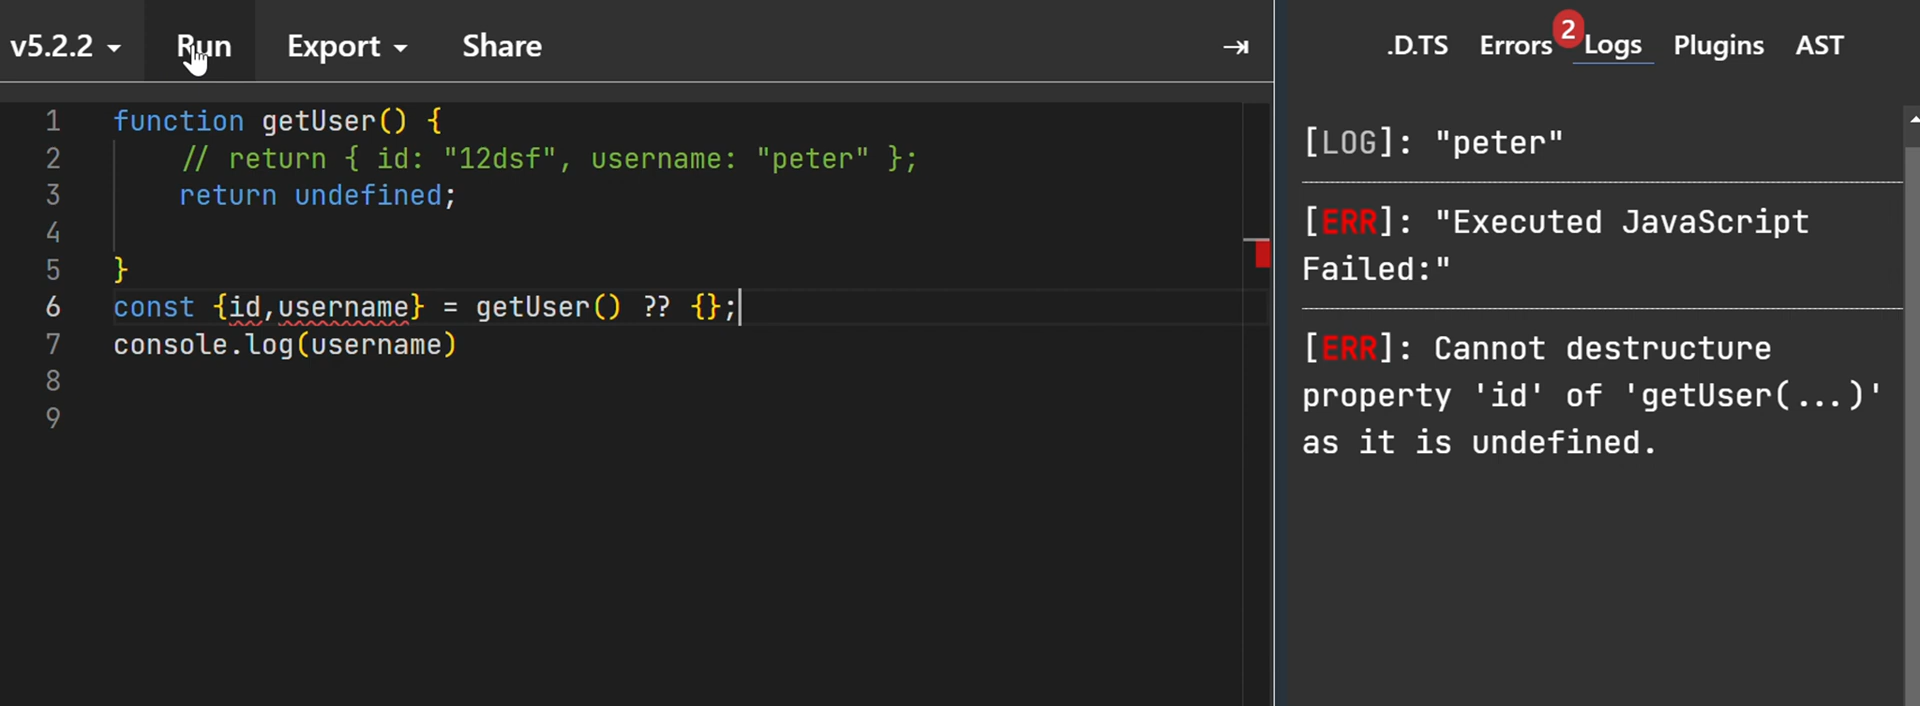 v5.2.2 Run Export Share
.D.TS Errors 2 Logs Plugins AST
1 function getUser() {
2 // return { id: "12dsf", username: "peter" };
3 return undefined;
4
5 }
6 const {id,username} = getUser() ?? {};
7 console.log(username)
8
9
[LOG]: "peter"
[ERR]: "Executed JavaScript
Failed:"
[ERR]: Cannot destructure
property 'id' of 'getUser(...)'
as it is undefined.